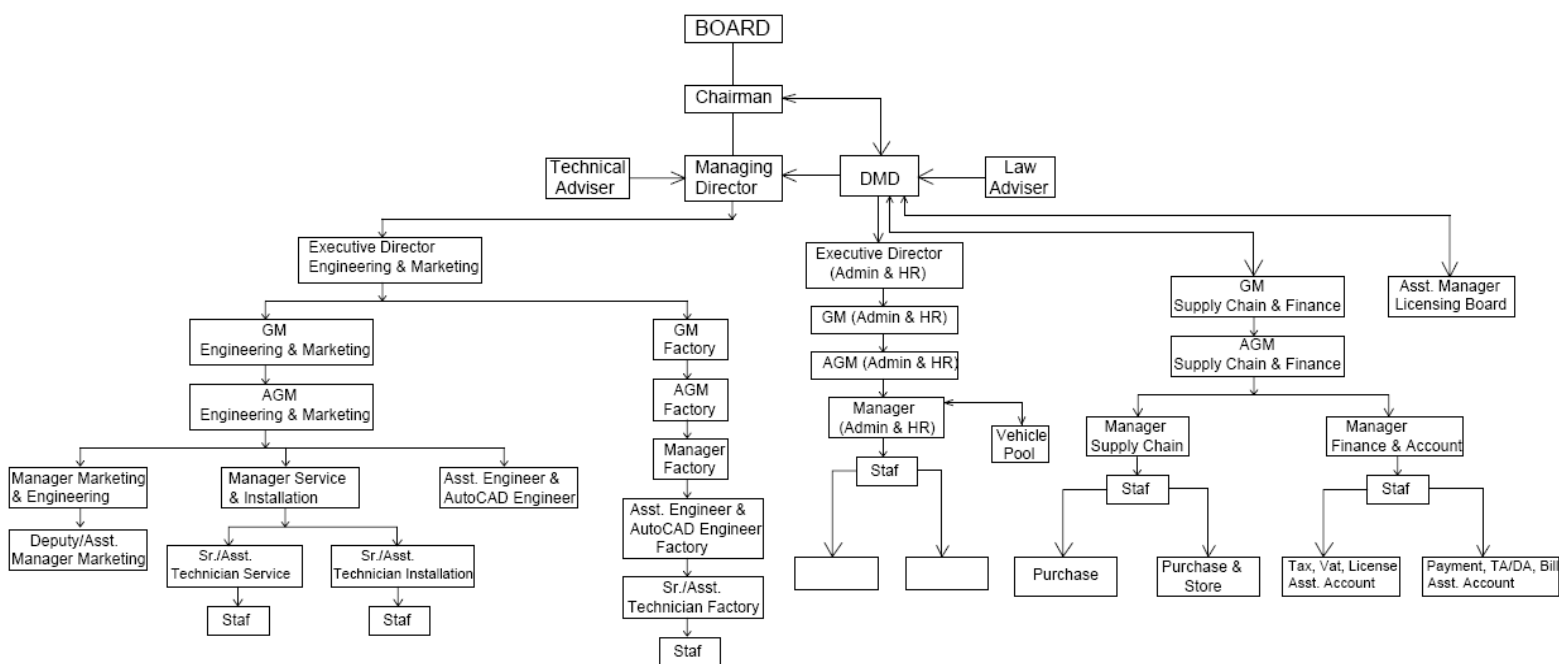 BOARD
Chairman
Technical
Adviser
Managing
Director
DMD
Law
Adviser
Executive Director
Engineering & Marketing
Executive Director
(Admin & HR)
GM
Supply Chain & Finance
Asst. Manager
Licensing Board
GM
Engineering & Marketing
GM
Factory
GM (Admin & HR)
AGM
Supply Chain & Finance
AGM
Engineering & Marketing
AGM
Factory
AGM (Admin & HR)
Manager
(Admin & HR)
Vehicle
Pool
Manager
Supply Chain
Manager
Finance & Account
Manager Marketing
& Engineering
Manager Service
& Installation
Asst. Engineer &
AutoCAD Engineer
Manager
Factory
Staf
Staf
Staf
Deputy/Asst.
Manager Marketing
Sr./Asst.
Technician Service
Sr./Asst.
Technician Installation
Asst. Engineer &
AutoCAD Engineer
Factory
Purchase
Purchase &
Store
Tax, Vat, License
Asst. Account
Payment, TA/DA, Bill
Asst. Account
Staf
Staf
Sr./Asst.
Technician Factory
Staf